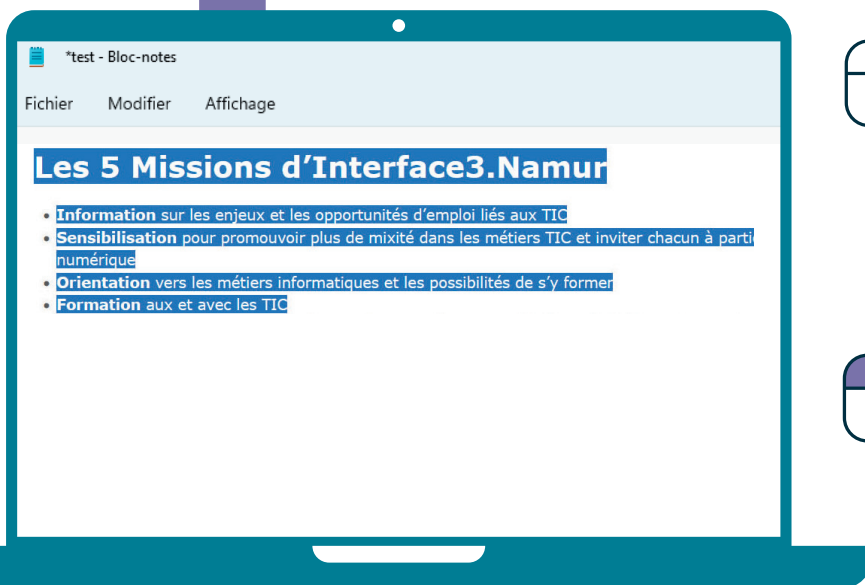 *test - Bloc-notes
Fichier Modifier Affichage
Les 5 Missions d’Interface3.Namur
• Information sur les enjeux et les opportunités d’emploi liés aux TIC
• Sensibilisation pour promouvoir plus de mixité dans les métiers TIC et inviter chacun à parti
numérique
• Orientation vers les métiers informatiques et les possibilités de s’y former
• Formation aux et avec les TIC